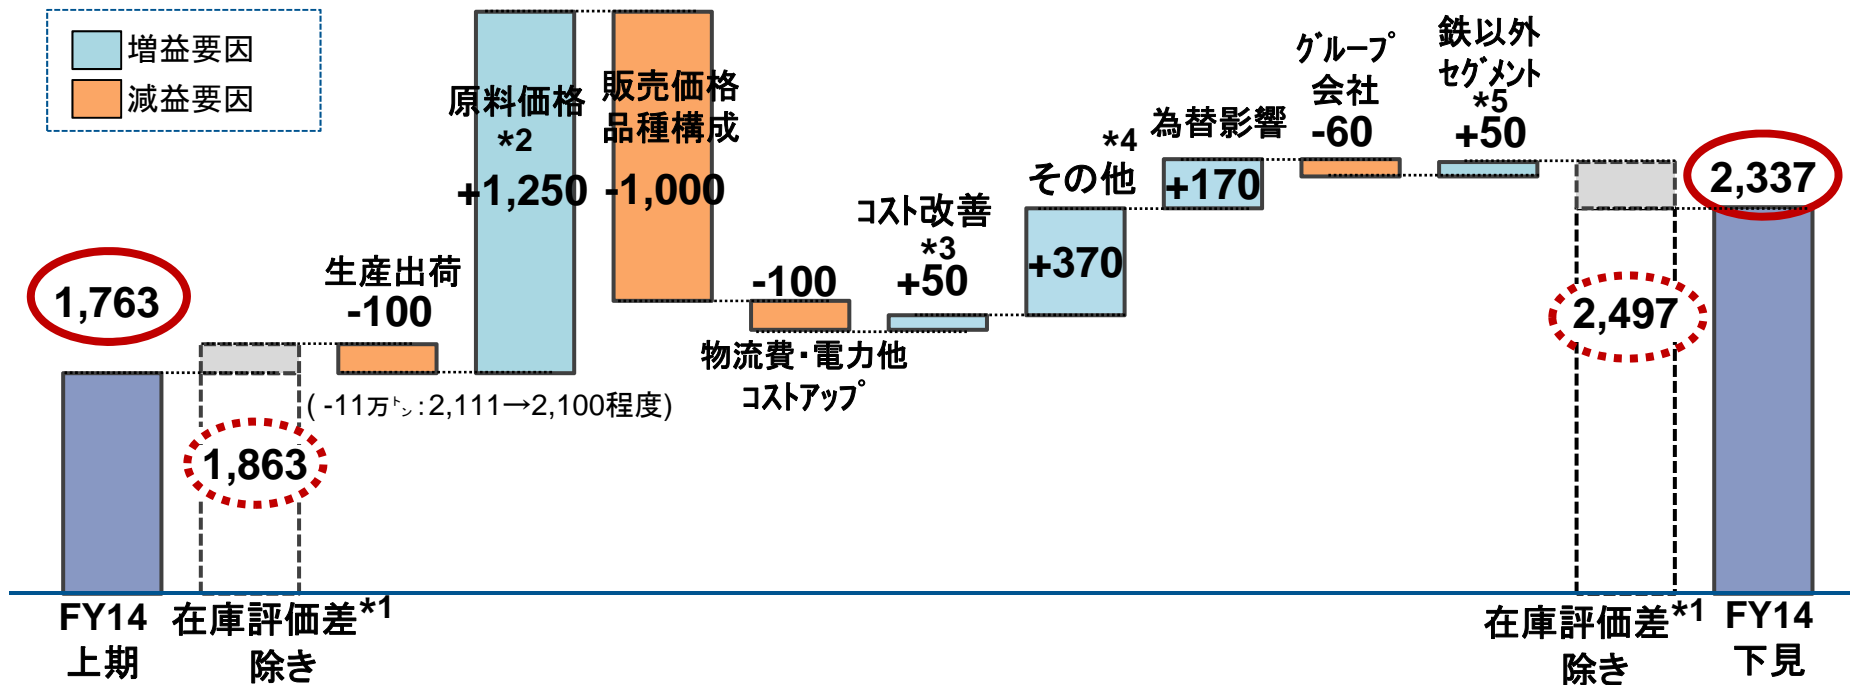 増益要因
減益要因
1,763
FY14
上期
1,863
在庫評価差*1
除き
生産出荷
-100
( -11万㌧:2,111→2,100程度)
原料価格
*2
+1,250
販売価格
品種構成
-1,000
-100
物流費・電力他
ｺｽﾄｱｯﾌﾟ
ｺｽﾄ改善
*3
+50
*4
その他
+370
為替影響
+170
ｸﾞﾙｰﾌﾟ
会社
-60
鉄以外
ｾｸﾞﾒﾝﾄ
*5
+50
2,497
在庫評価差*1
除き
2,337
FY14
下見